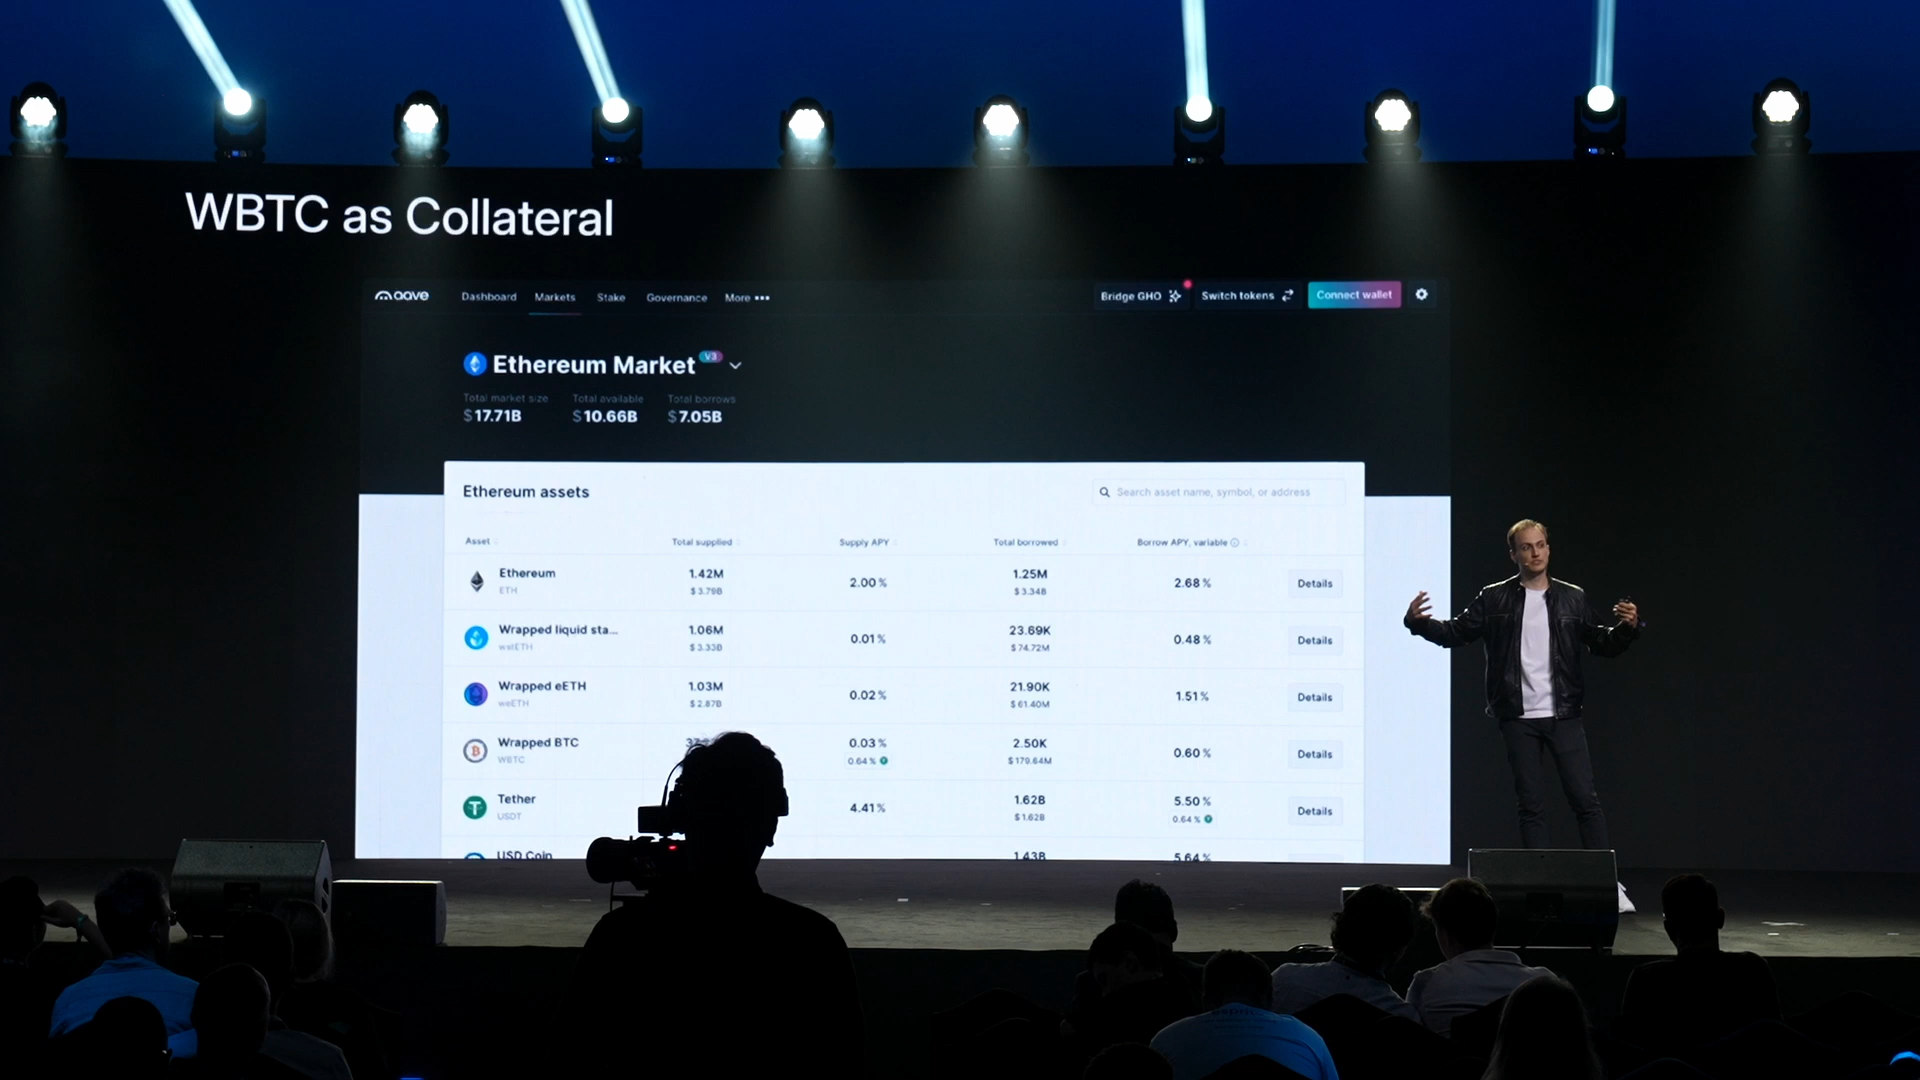 WBTC as Collateral
aave Dashboard Markets Stake Governance More ••• Bridge GHO Switch tokens Connect wallet
Ethereum Market V3
Total market size Total available Total borrows
$17.71B $10.66B $7.05B
Ethereum assets Search asset name, symbol, or address
Asset Total supplied Supply APY Total borrowed Borrow APY, variable
Ethereum 1.42M 2.00% 1.25M 2.68% Details
ETH $3.79B $3.34B
Wrapped liquid sta... 1.06M 0.01% 23.69K 0.48% Details
wstETH $3.33B $74.72M
Wrapped eETH 1.03M 0.02% 21.90K 1.51% Details
weETH $2.87B $61.40M
Wrapped BTC 0.03% 2.50K 0.60% Details
WBTC 0.64% $179.64M
Tether 4.41% 1.62B 5.50% Details
USDT $1.62B 0.64%
USD Coin 1.43B 5.64%